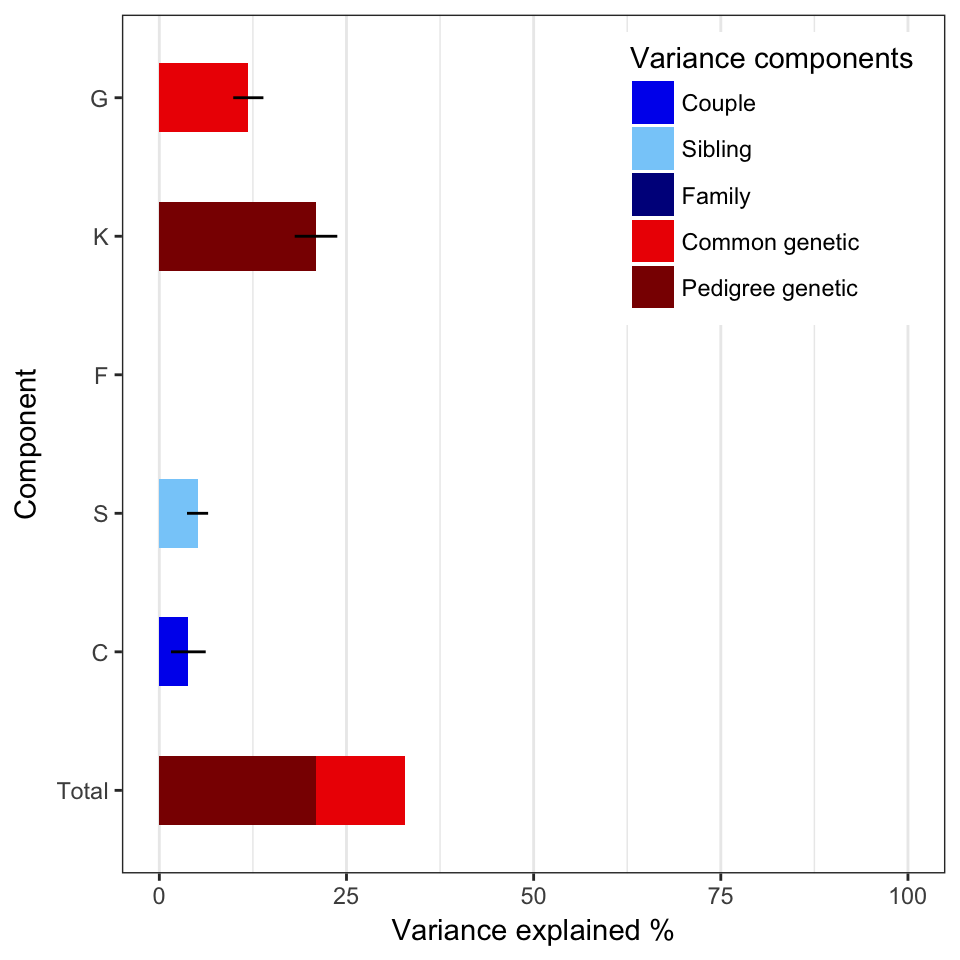 Variance components
Couple
Sibling
Family
Common genetic
Pedigree genetic
Component
G
K
F
S
C
Total
0 25 50 75 100
Variance explained %